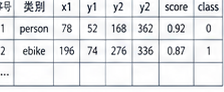 序号 类别 x1 y1 y2 y2 score class
1 person 78 52 168 362 0.92 0
2 ebike 196 74 276 336 0.87 1
...